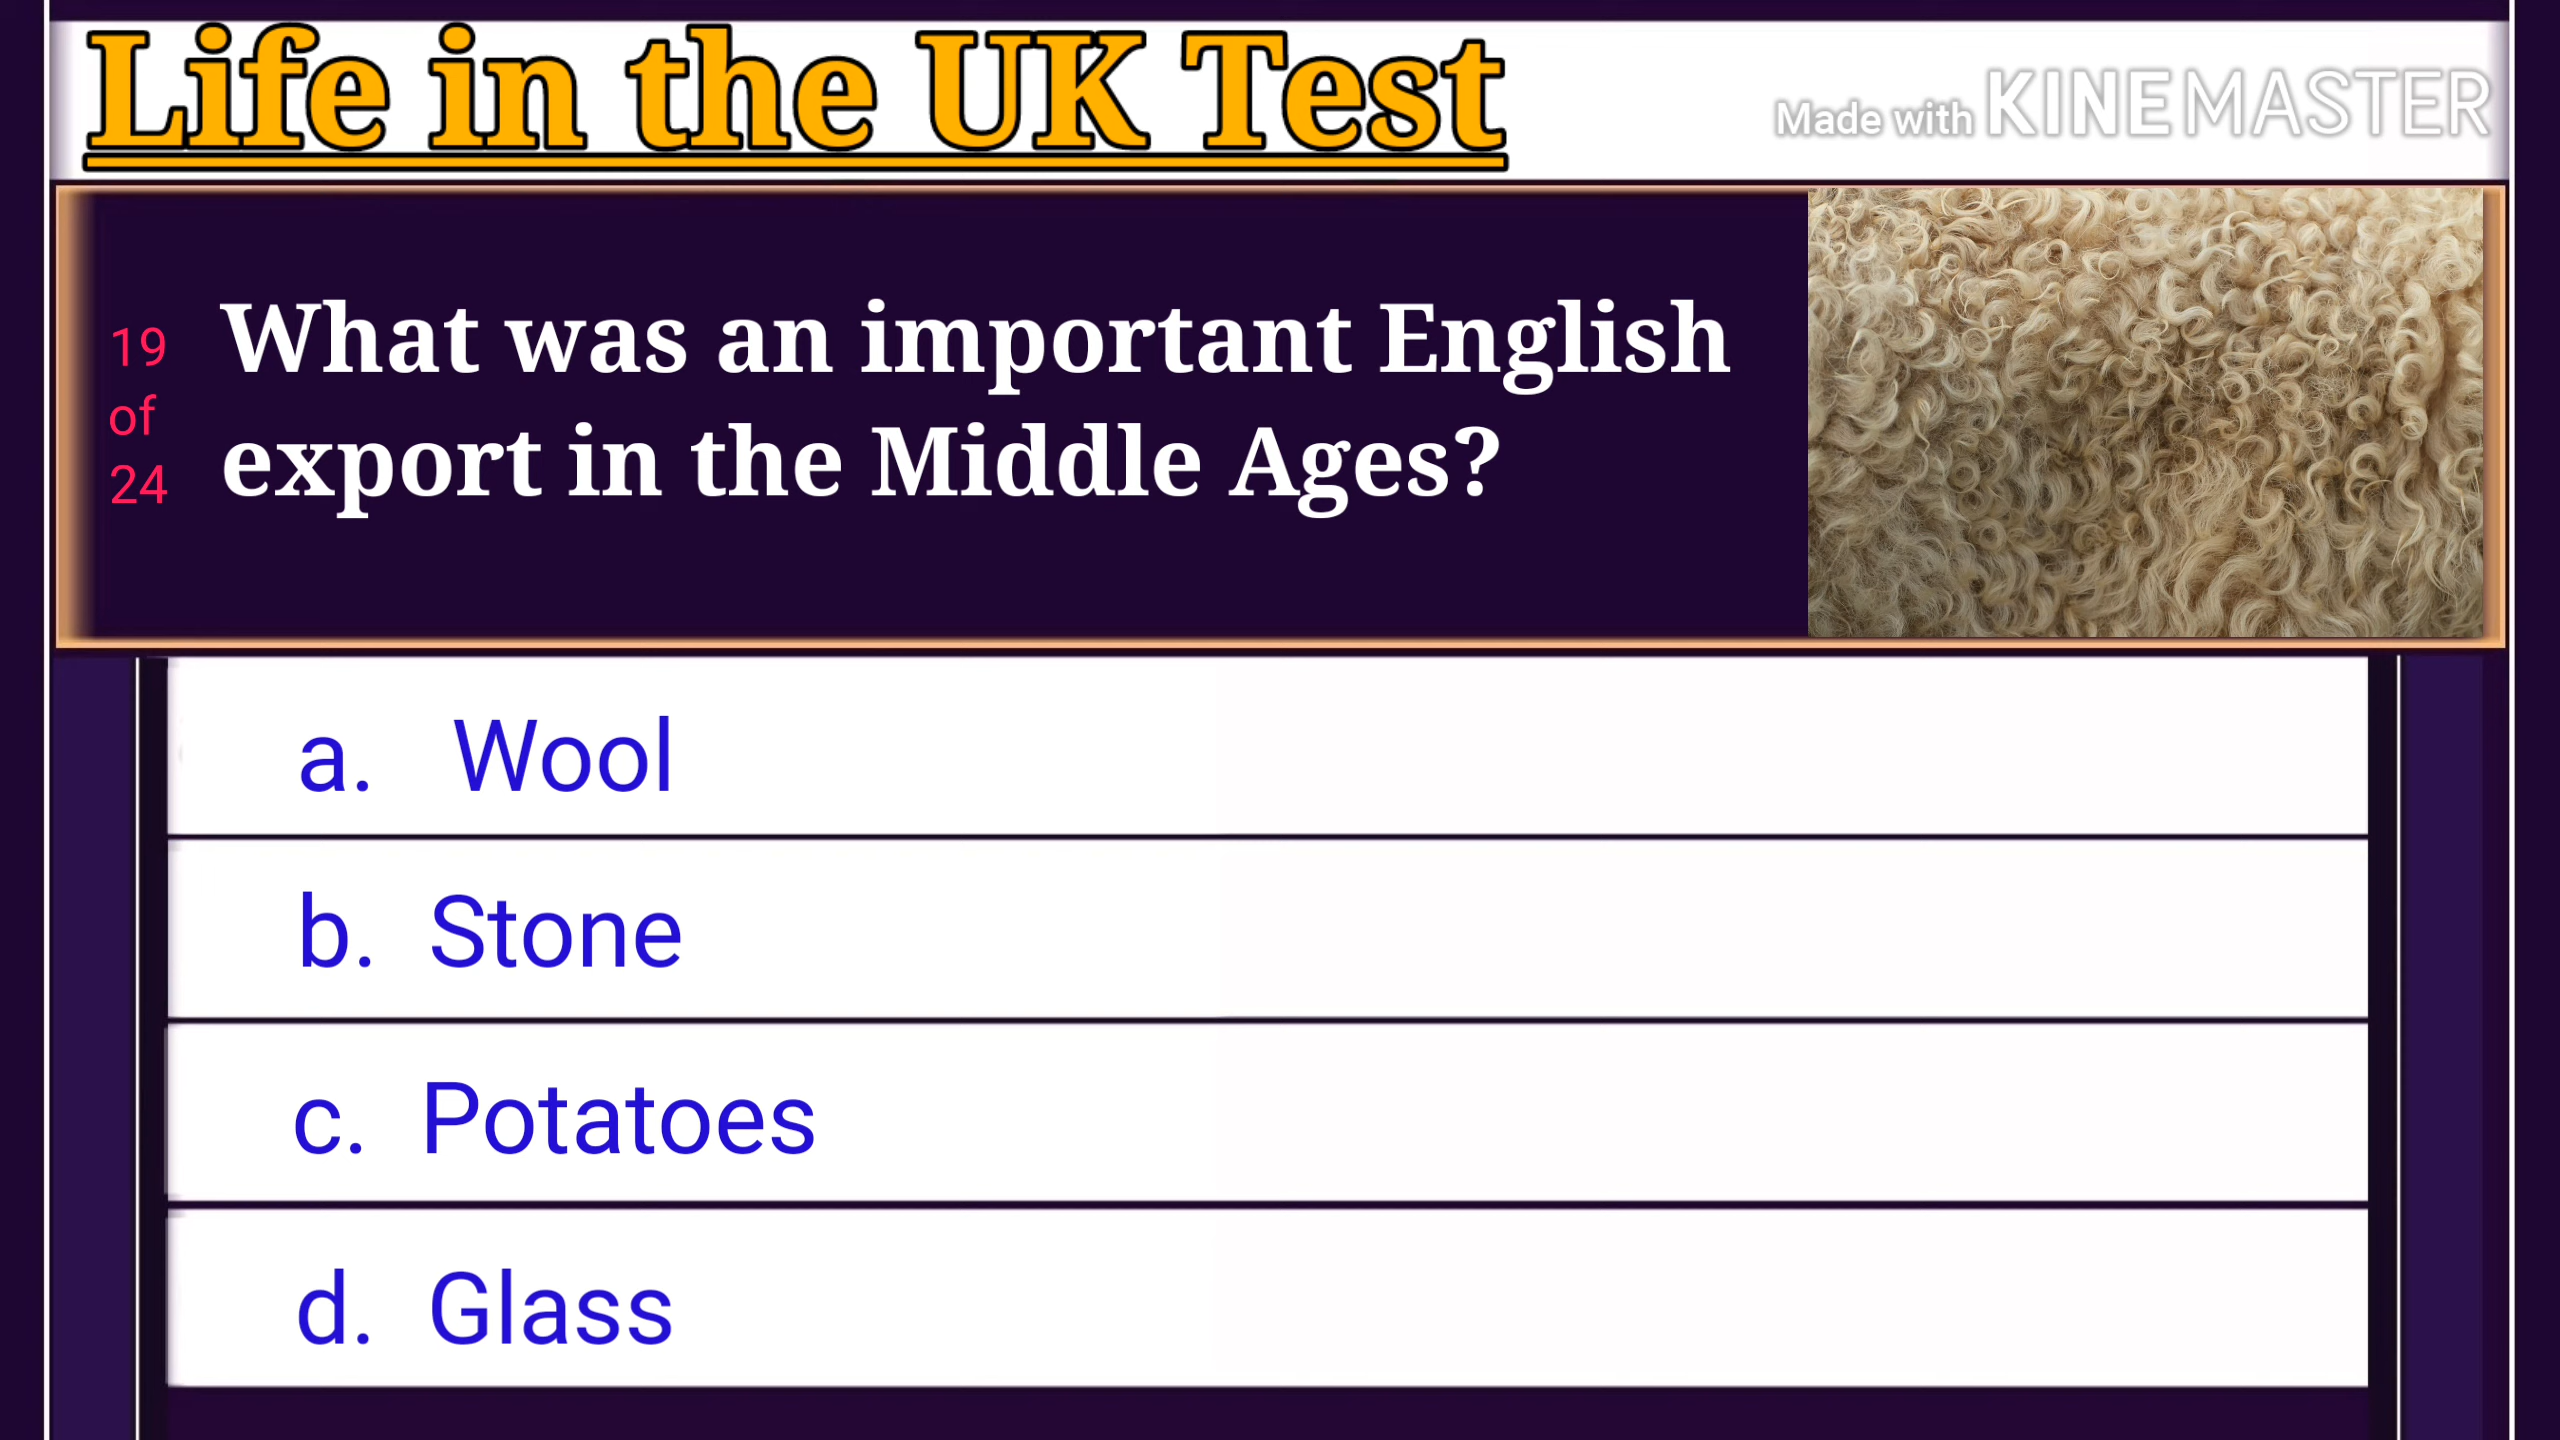 Life in the UK Test
Made with KINEMASTER
19
of
24
What was an important English
export in the Middle Ages?
a. Wool
b. Stone
c. Potatoes
d. Glass